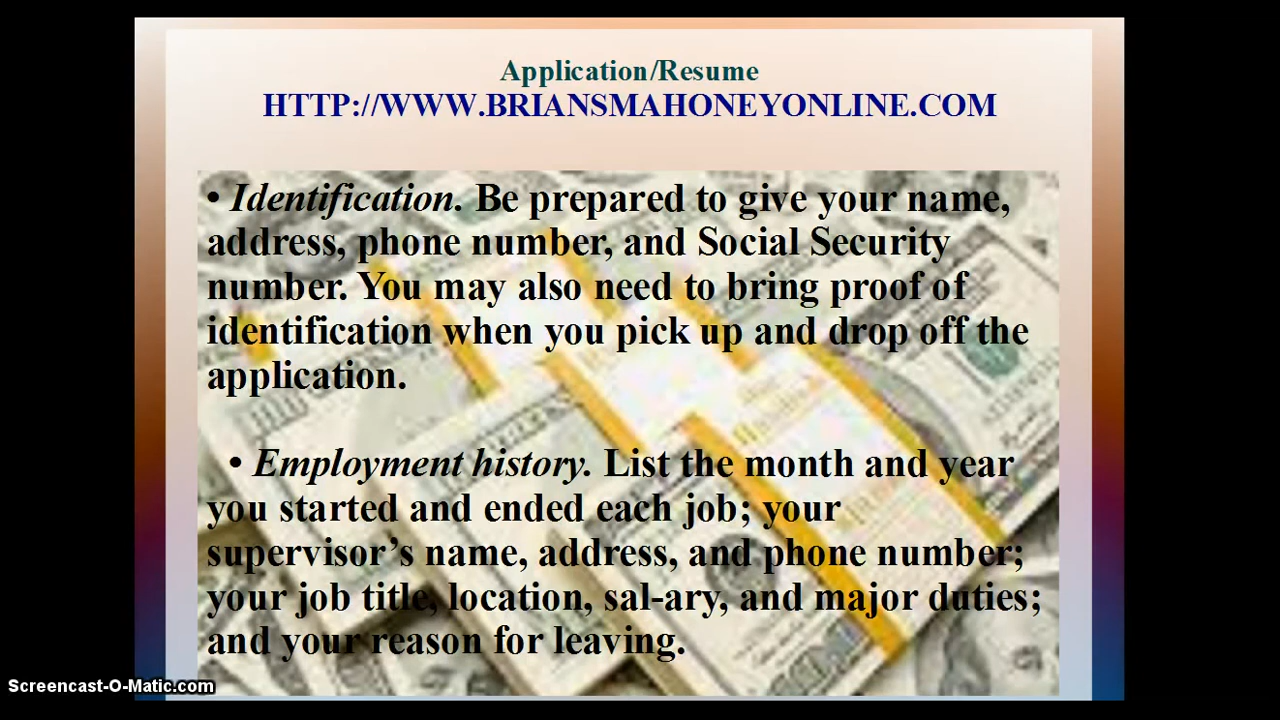 Application/Resume
HTTP://WWW.BRIANSMAHONEYONLINE.COM
• Identification. Be prepared to give your name,
address, phone number, and Social Security
number. You may also need to bring proof of
identification when you pick up and drop off the
application.
• Employment history. List the month and year
you started and ended each job; your
supervisor’s name, address, and phone number;
your job title, location, sal-ary, and major duties;
and your reason for leaving.
Screencast-O-Matic.com